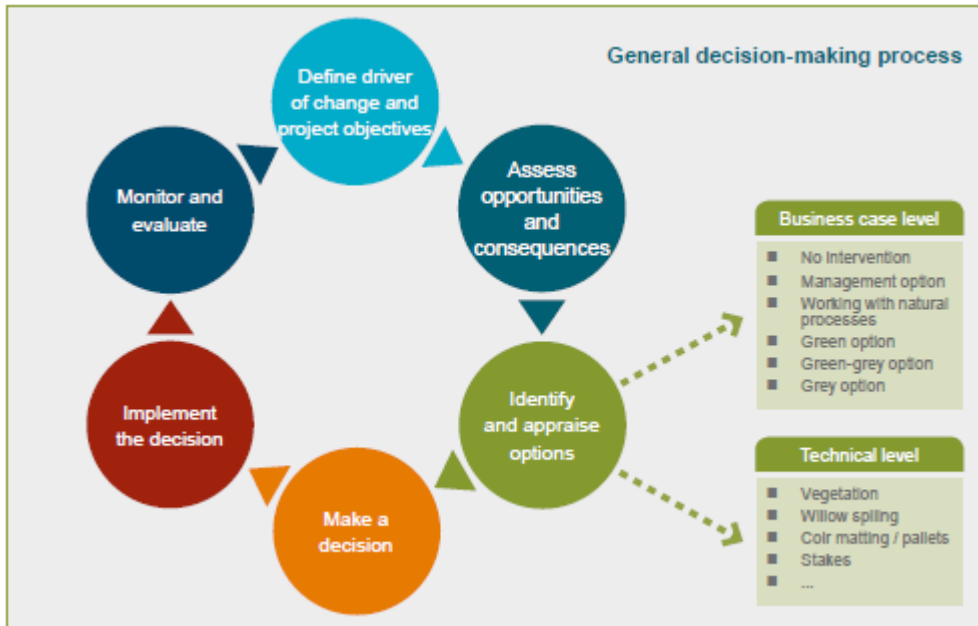 General decision-making process
Define driver
of change and
project objectives
Assess
opportunities
and
consequences
Identify
and appraise
options
Make a
decision
Implement
the decision
Monitor and
evaluate
Business case level
■ No Intervention
■ Management option
■ Working with natural
processes
■ Green option
■ Green-grey option
■ Grey option
Technical level
■ Vegetation
■ Willow spiling
■ Coir matting / pallets
■ Stakes
■ ...